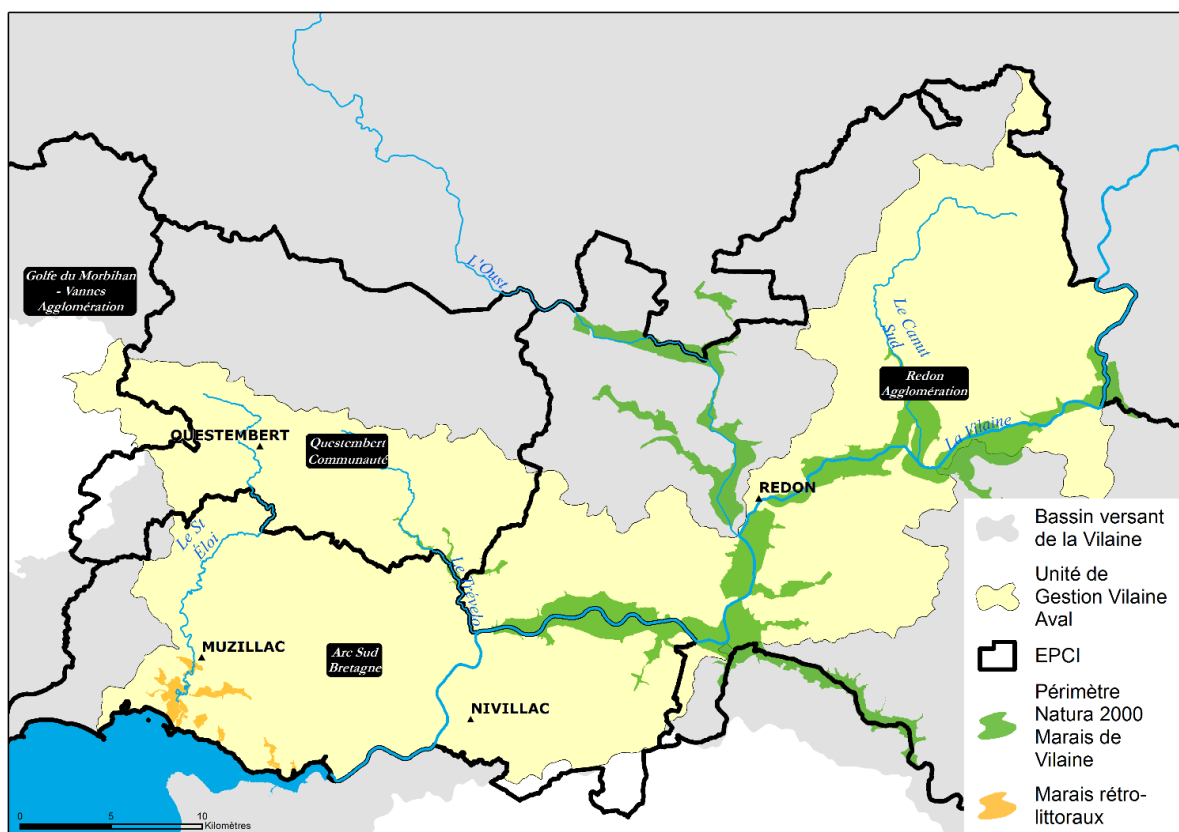 L'Oust
Golfe du Morbihan
- Vannes
Agglomération
Le Canut
Sud
Redon
Agglomération
QUESTEMBERT
Questembert
Communauté
La Vilaine
REDON
Le St
Éloi
Le Trévelo
MUZILLAC
Arc Sud
Bretagne
NIVILLAC
Bassin versant
de la Vilaine
Unité de
Gestion Vilaine
Aval
EPCI
Périmètre
Natura 2000
Marais de
Vilaine
Marais rétro-
littoraux
0 5 10
Kilomètres